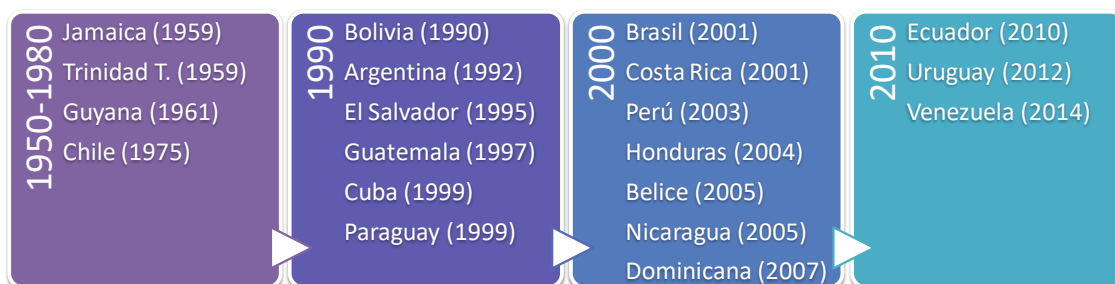 1950-1980
Jamaica (1959)
Trinidad T. (1959)
Guyana (1961)
Chile (1975)
1990
Bolivia (1990)
Argentina (1992)
El Salvador (1995)
Guatemala (1997)
Cuba (1999)
Paraguay (1999)
2000
Brasil (2001)
Costa Rica (2001)
Perú (2003)
Honduras (2004)
Belice (2005)
Nicaragua (2005)
Dominicana (2007)
2010
Ecuador (2010)
Uruguay (2012)
Venezuela (2014)